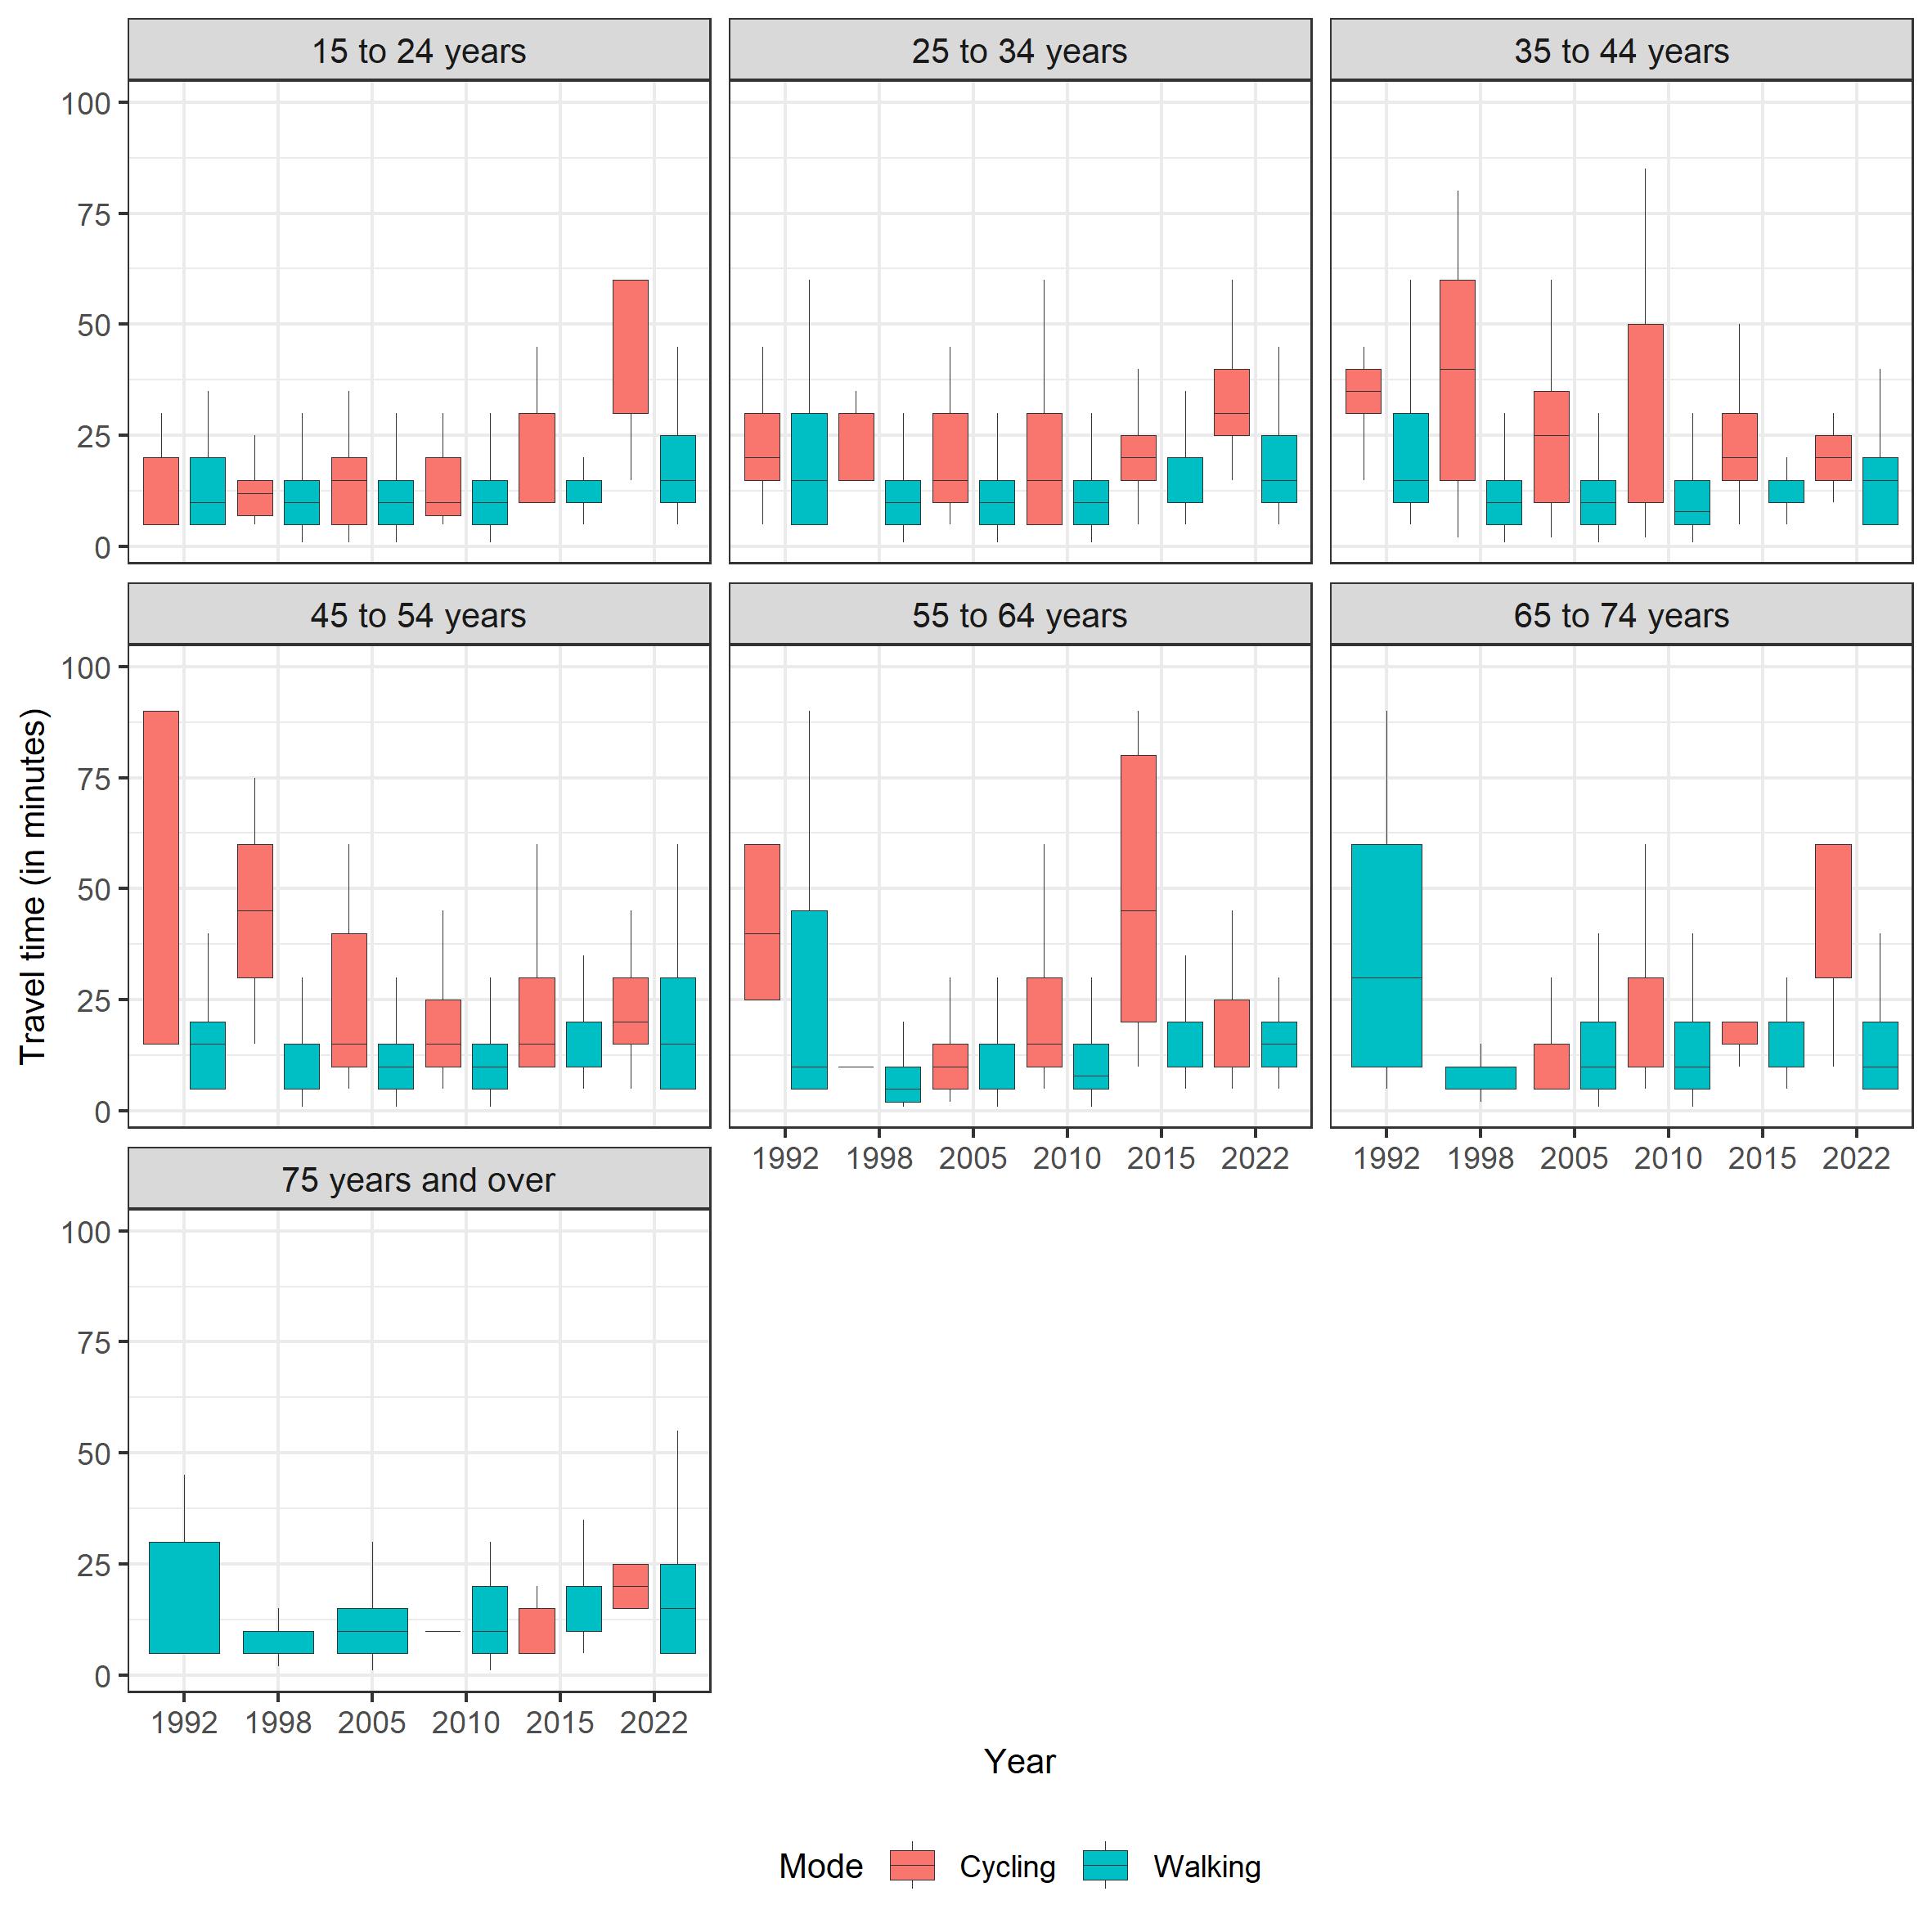 15 to 24 years
25 to 34 years
35 to 44 years
100
75
50
25
0
45 to 54 years
55 to 64 years
65 to 74 years
100
75
50
25
0
Travel time (in minutes)
1992 1998 2005 2010 2015 2022
1992 1998 2005 2010 2015 2022
75 years and over
100
75
50
25
0
1992 1998 2005 2010 2015 2022
Year
Mode Cycling Walking